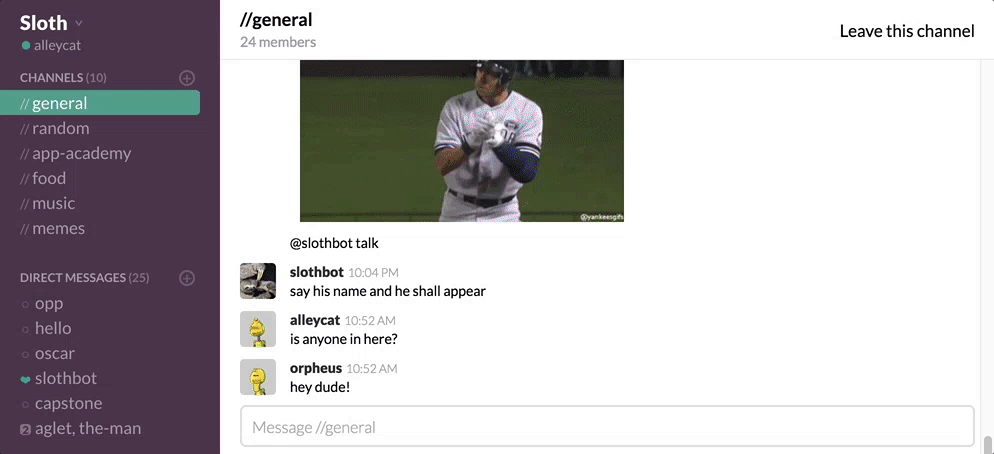 Sloth
alleycat
CHANNELS (10)
// general
// random
// app-academy
// food
// music
// memes
DIRECT MESSAGES (25)
opp
hello
oscar
slothbot
capstone
2 aglet, the-man
//general
24 members
Leave this channel
@yankeesgifs
@slothbot talk
slothbot 10:04 PM
say his name and he shall appear
alleycat 10:52 AM
is anyone in here?
orpheus 10:52 AM
hey dude!
Message //general